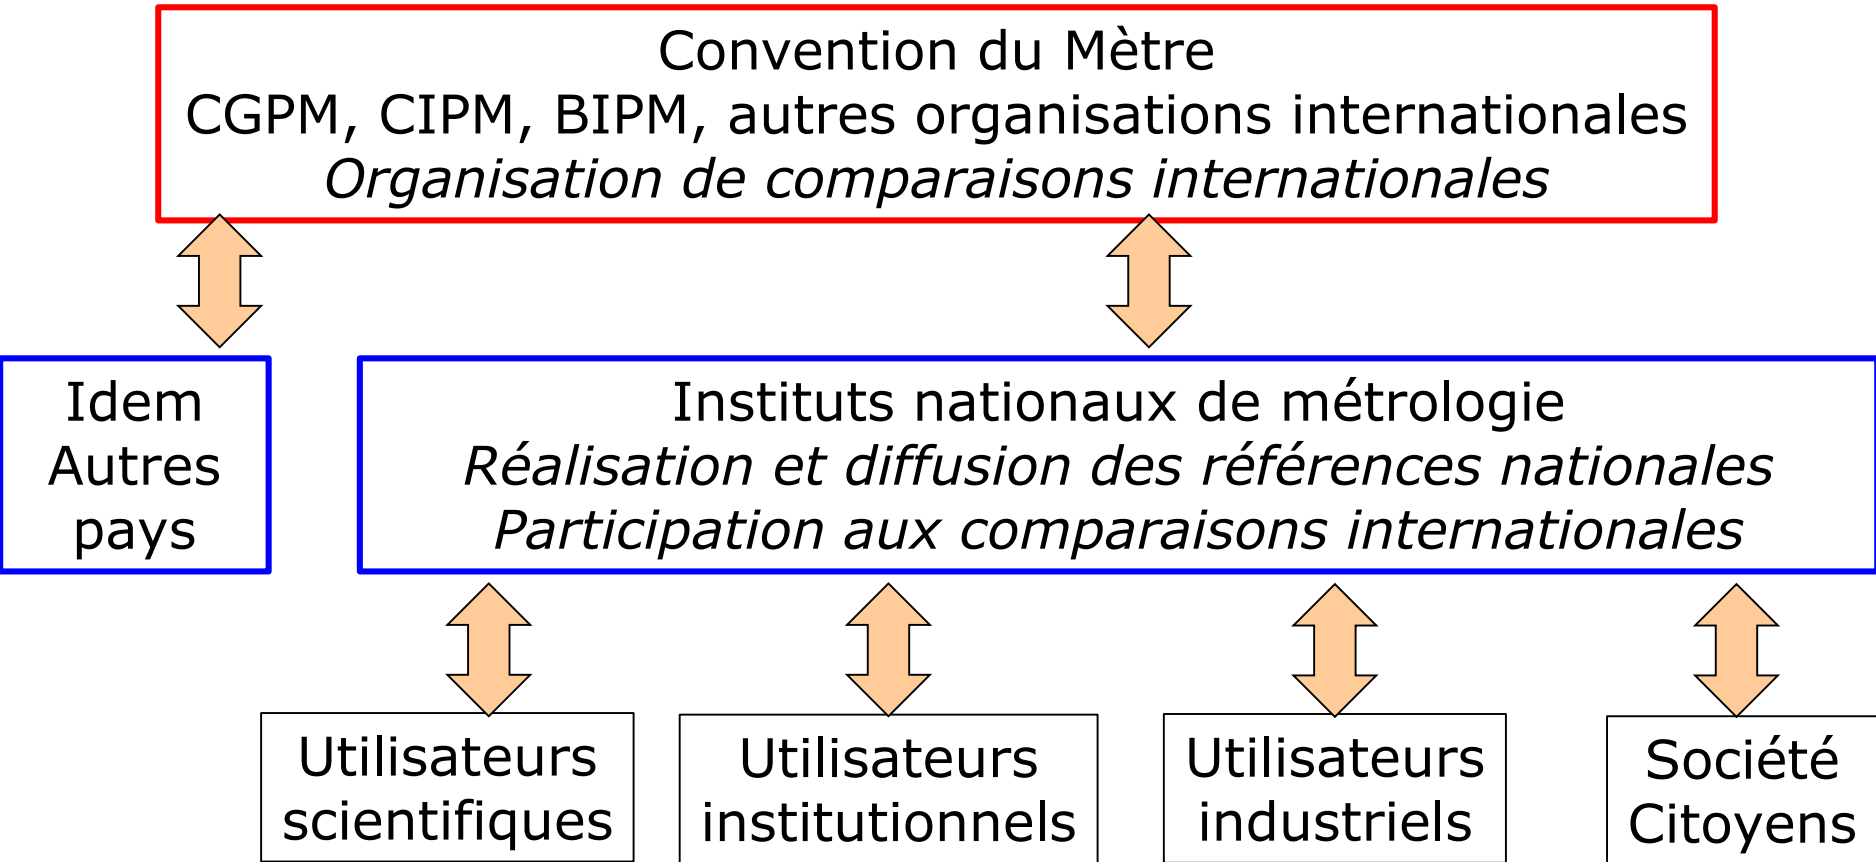 Convention du Mètre
CGPM, CIPM, BIPM, autres organisations internationales
Organisation de comparaisons internationales
Idem
Autres
pays
Instituts nationaux de métrologie
Réalisation et diffusion des références nationales
Participation aux comparaisons internationales
Utilisateurs
scientifiques
Utilisateurs
institutionnels
Utilisateurs
industriels
Société
Citoyens